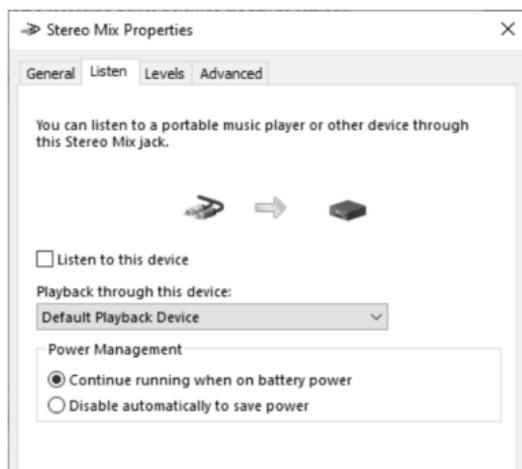 Stereo Mix Properties
General Listen Levels Advanced
You can listen to a portable music player or other device through
this Stereo Mix jack.
Listen to this device
Playback through this device:
Default Playback Device
Power Management
Continue running when on battery power
Disable automatically to save power